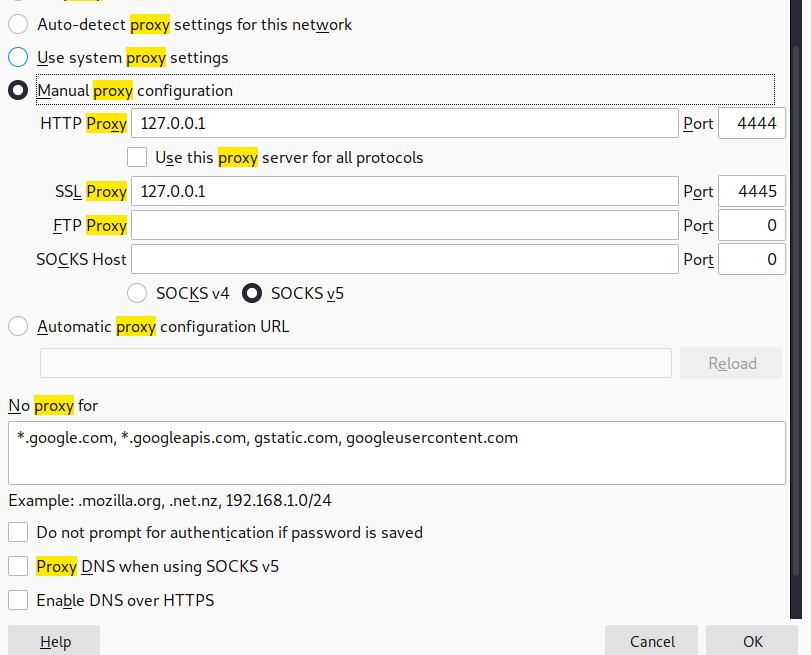 Auto-detect proxy settings for this network
Use system proxy settings
Manual proxy configuration
HTTP Proxy 127.0.0.1 Port 4444
Use this proxy server for all protocols
SSL Proxy 127.0.0.1 Port 4445
FTP Proxy Port 0
SOCKS Host Port 0
SOCKS v4 SOCKS v5
Automatic proxy configuration URL
Reload
No proxy for
*.google.com, *.googleapis.com, gstatic.com, googleusercontent.com
Example: .mozilla.org, .net.nz, 192.168.1.0/24
Do not prompt for authentication if password is saved
Proxy DNS when using SOCKS v5
Enable DNS over HTTPS
Help Cancel OK